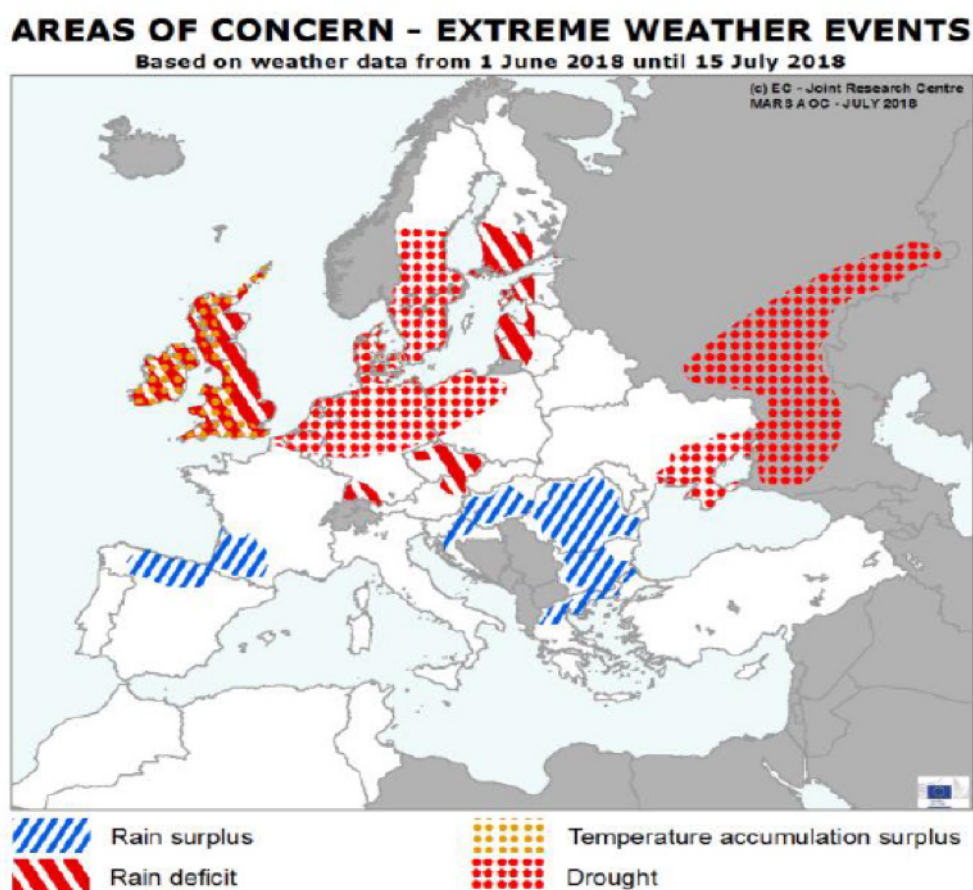 AREAS OF CONCERN - EXTREME WEATHER EVENTS
Based on weather data from 1 June 2018 until 15 July 2018
(c) EC - Joint Research Centre
MARS AOC - JULY 2018
Rain surplus
Temperature accumulation surplus
Rain deficit
Drought